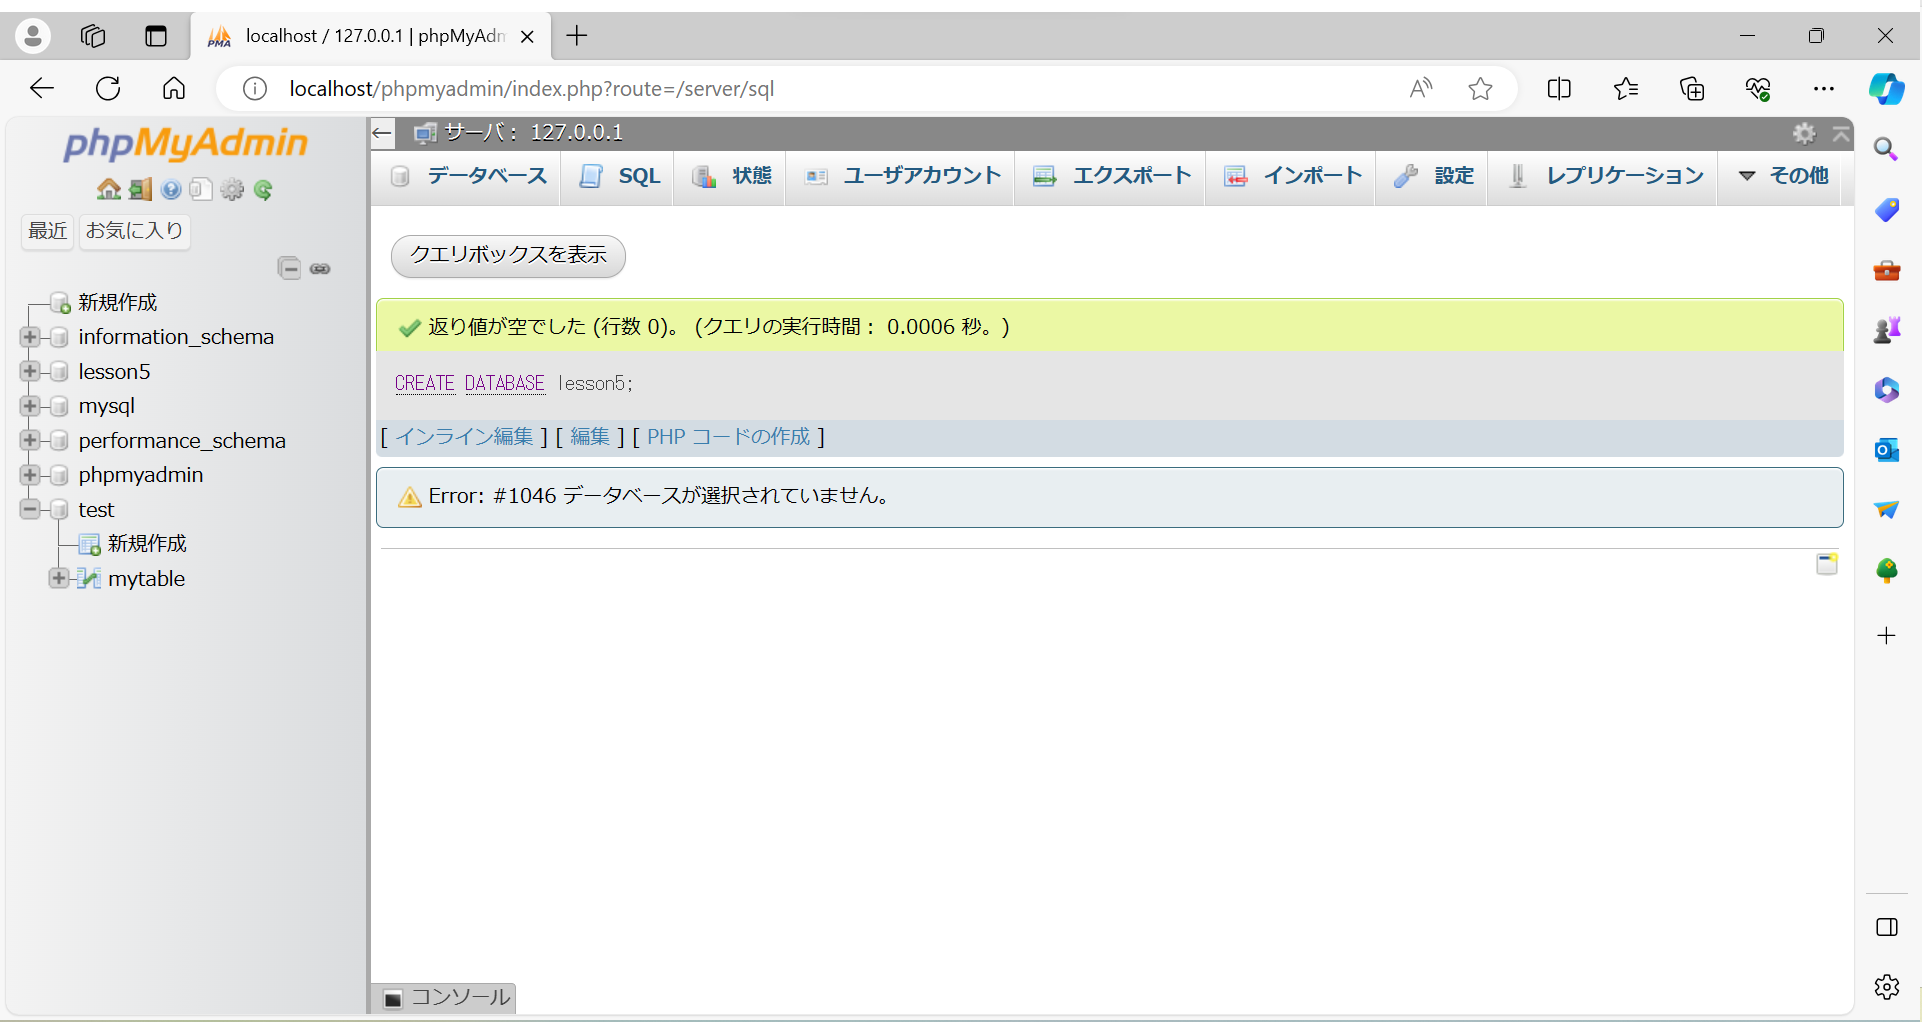 localhost / 127.0.0.1 | phpMyAdm
localhost/phpmyadmin/index.php?route=/server/sql
phpMyAdmin
最近 お気に入り
新規作成
information_schema
lesson5
mysql
performance_schema
phpmyadmin
test
新規作成
mytable
サーバ： 127.0.0.1
データベース SQL 状態 ユーザアカウント エクスポート インポート 設定 レプリケーション その他
クエリボックスを表示
返り値が空でした (行数 0)。 (クエリの実行時間： 0.0006 秒。)
CREATE DATABASE lesson5;
[ インライン編集 ] [ 編集 ] [ PHP コードの作成 ]
Error: #1046 データベースが選択されていません。
コンソール